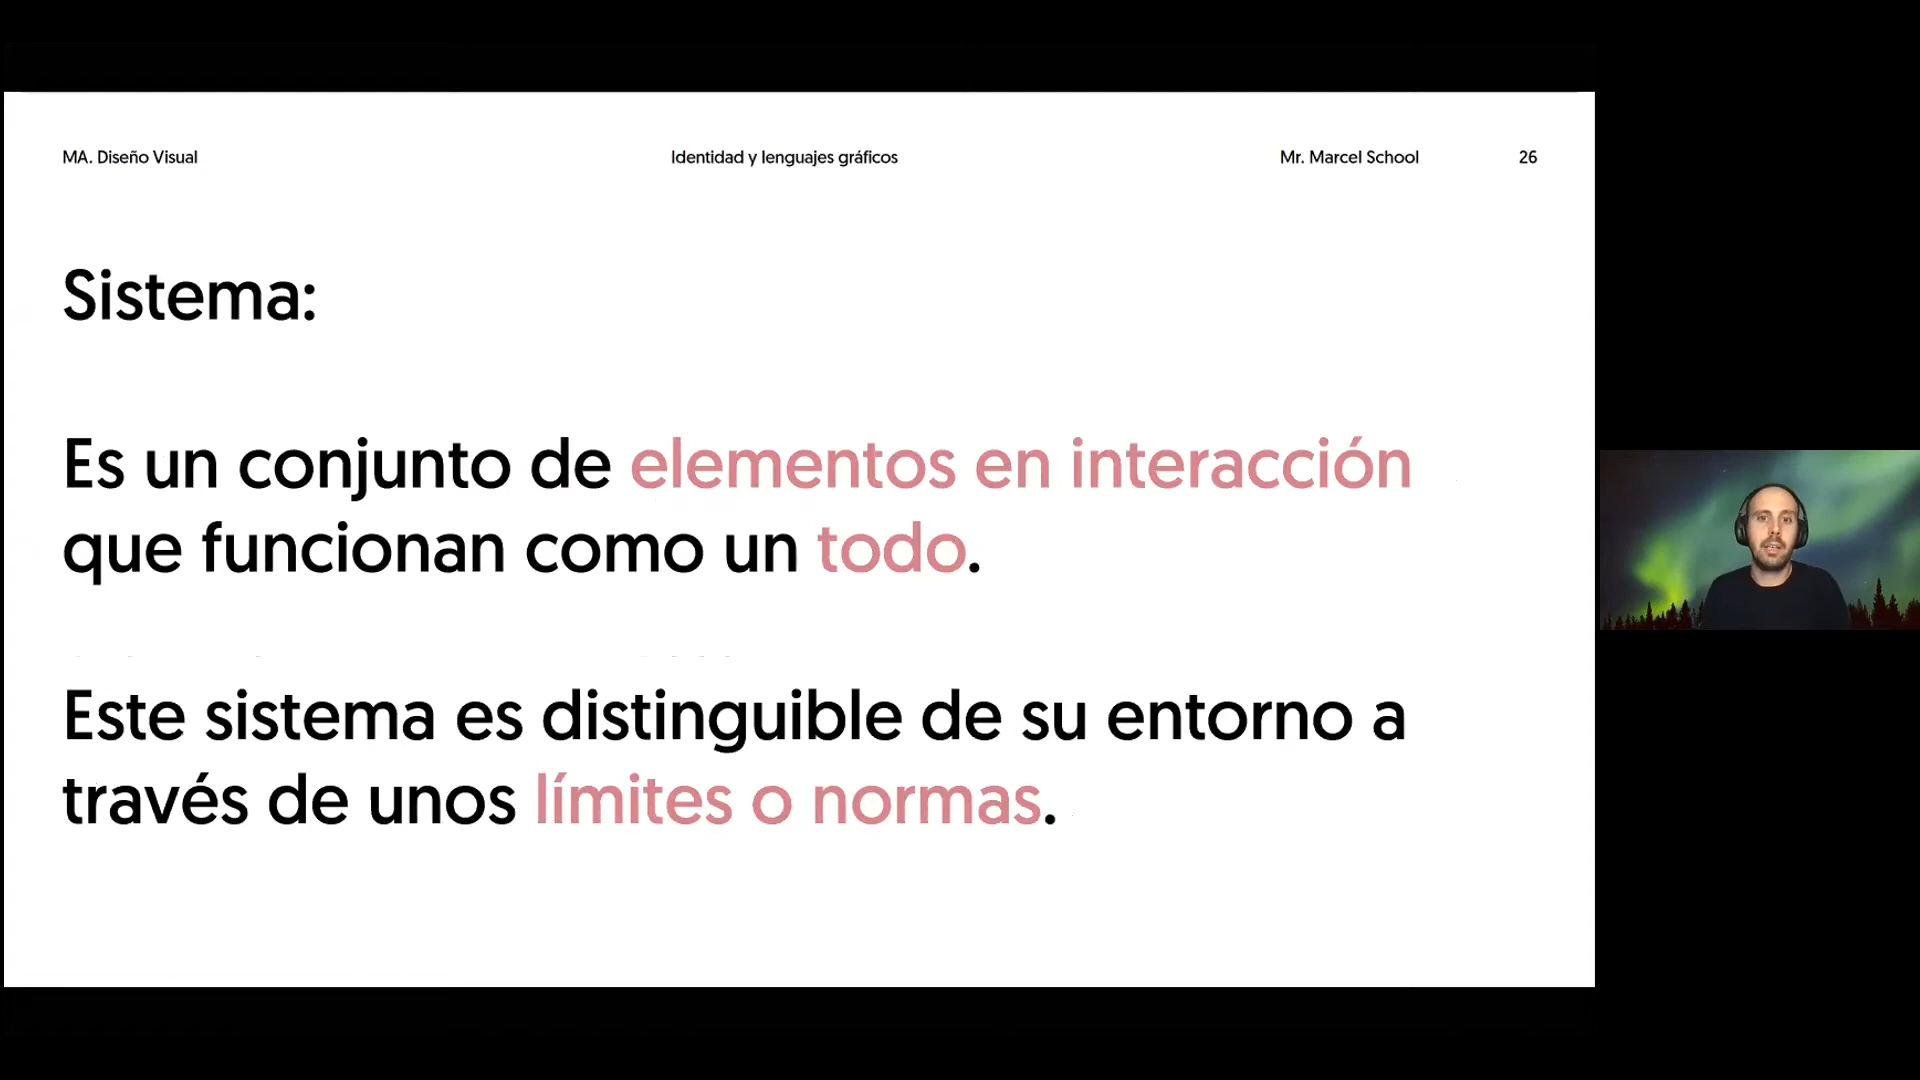 MA. Diseño Visual
Identidad y lenguajes gráficos
Mr. Marcel School
26
Sistema:
Es un conjunto de elementos en interacción
que funcionan como un todo.
Este sistema es distinguible de su entorno a
través de unos límites o normas.